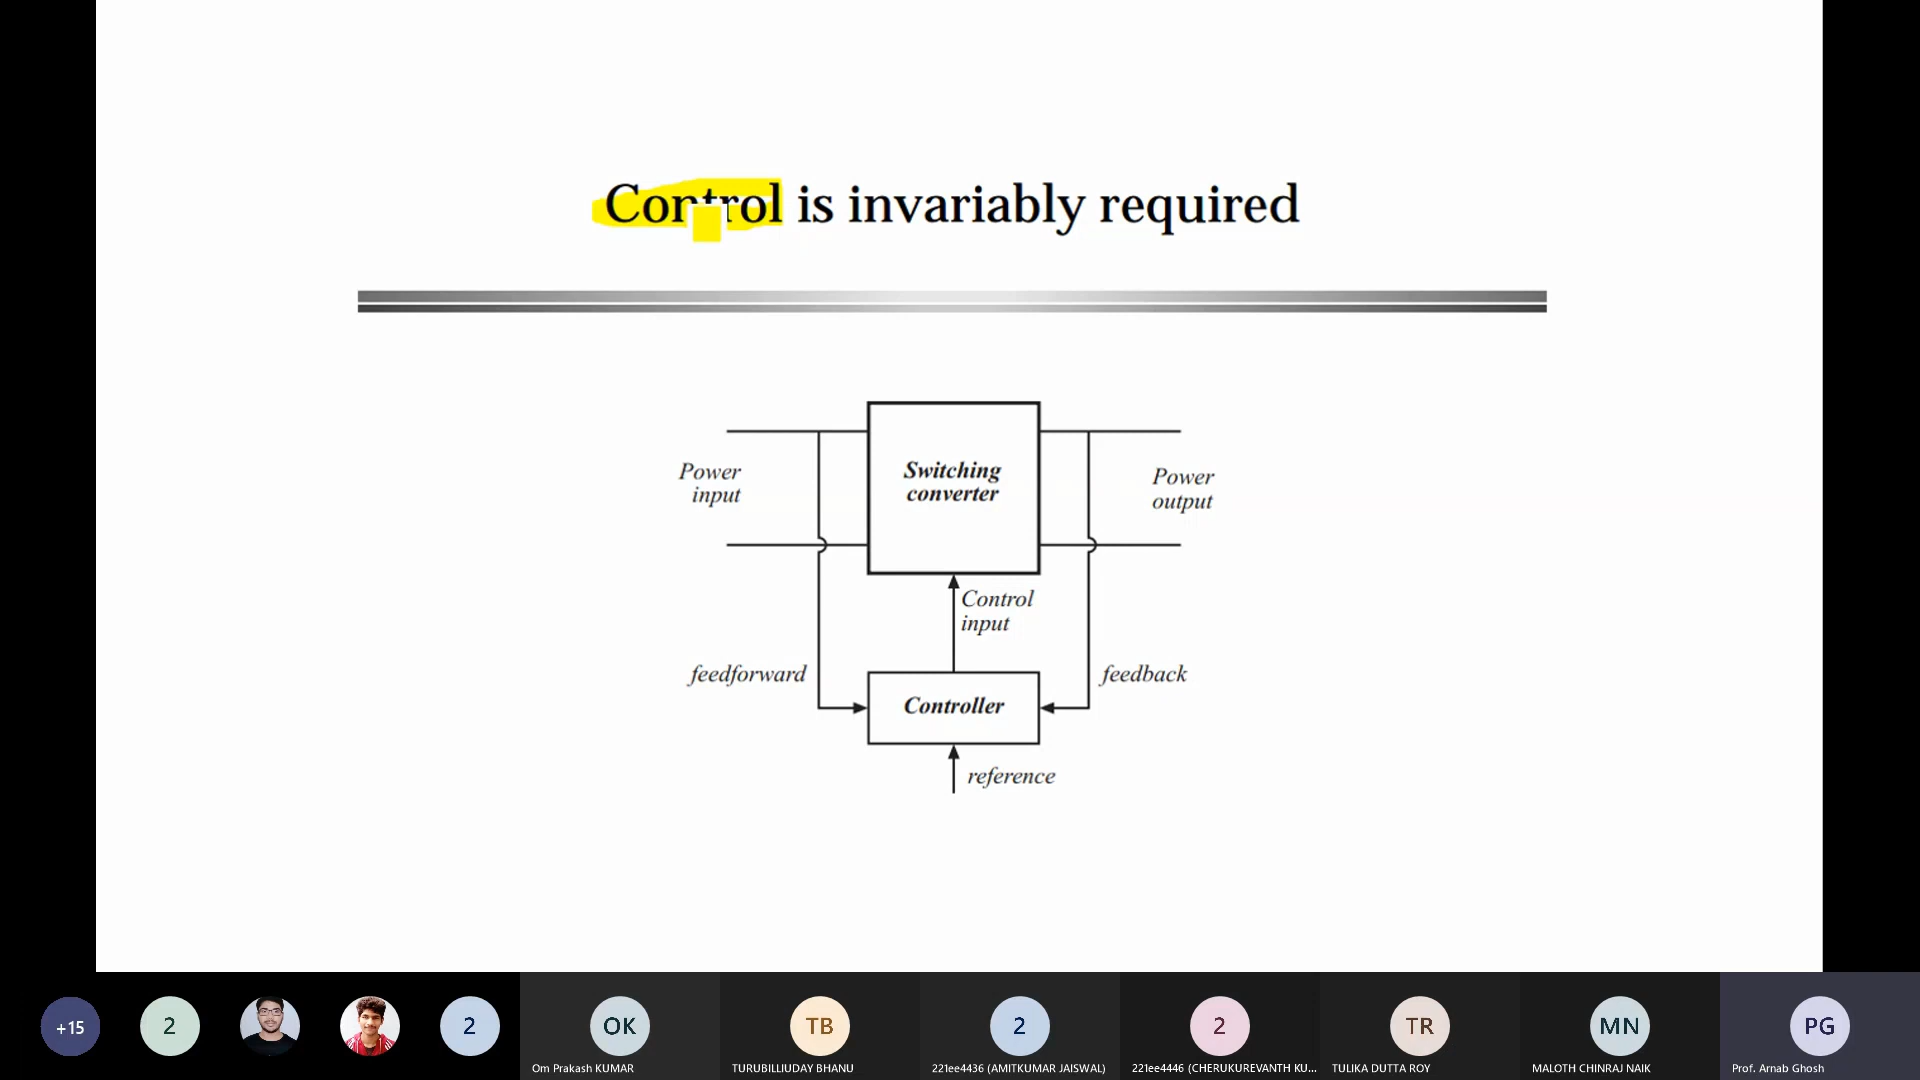 Control is invariably required
Power
input
Switching
converter
Power
output
Control
input
feedforward
feedback
Controller
reference
+15
2
2
OK
TB
2
2
TR
MN
PG
Om Prakash KUMAR
TURUBILLIUDAY BHANU
221ee4436 (AMITKUMAR JAISWAL)
221ee4446 (CHERUKUREVANTH KU...
TULIKA DUTTA ROY
MALOTH CHINRAJ NAIK
Prof. Arnab Ghosh